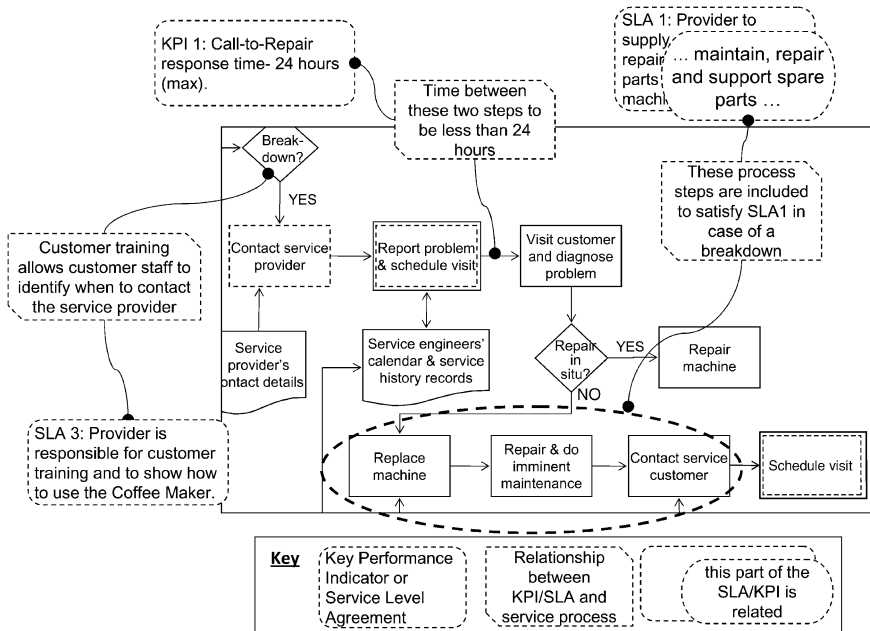 KPI 1: Call-to-Repair
response time- 24 hours
(max).
SLA 1: Provider to
supply
repair
parts
machi
... maintain, repair
and support spare
parts ...
Time between
these two steps to
be less than 24
hours
Break-
down?
YES
These process
steps are included
to satisfy SLA1 in
case of a
breakdown
Customer training
allows customer staff to
identify when to contact
the service provider
Contact service
provider
Report problem
& schedule visit
Visit customer
and diagnose
problem
Service
provider's
contact details
Service engineers'
calendar & service
history records
Repair
in
situ?
YES
Repair
machine
NO
SLA 3: Provider is
responsible for customer
training and to show how
to use the Coffee Maker.
Replace
machine
Repair & do
imminent
maintenance
Contact service
customer
Schedule visit
Key
Key Performance
Indicator or
Service Level
Agreement
Relationship
between
KPI/SLA and
service process
this part of the
SLA/KPI is
related